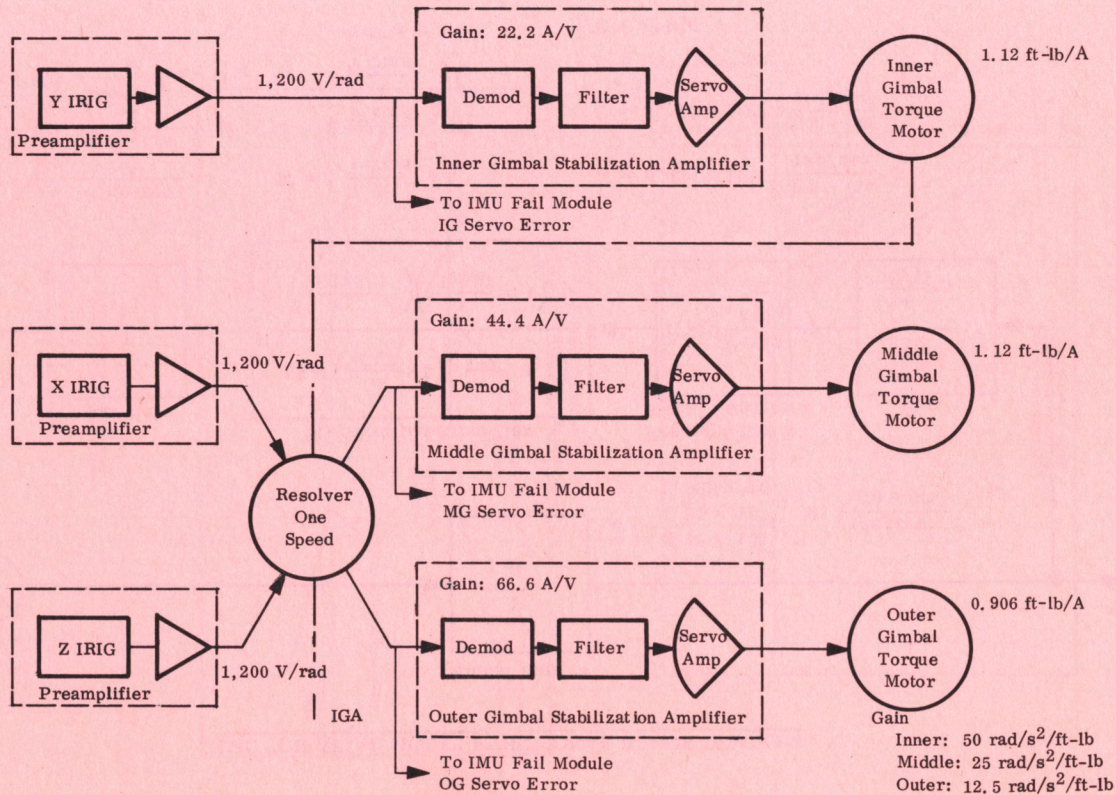 Gain: 22.2 A/V
1.12 ft-lb/A
1,200 V/rad
Y IRIG
Preamplifier
Demod
Filter
Servo
Amp
Inner
Gimbal
Torque
Motor
Inner Gimbal Stabilization Amplifier
To IMU Fail Module
IG Servo Error
Gain: 44.4 A/V
1.12 ft-lb/A
1,200 V/rad
X IRIG
Preamplifier
Demod
Filter
Servo
Amp
Middle
Gimbal
Torque
Motor
Middle Gimbal Stabilization Amplifier
To IMU Fail Module
MG Servo Error
Resolver
One
Speed
Gain: 66.6 A/V
0.906 ft-lb/A
Z IRIG
Preamplifier
1,200 V/rad
Demod
Filter
Servo
Amp
Outer
Gimbal
Torque
Motor
IGA
Outer Gimbal Stabilization Amplifier
To IMU Fail Module
OG Servo Error
Gain
Inner: 50 rad/s²/ft-lb
Middle: 25 rad/s²/ft-lb
Outer: 12.5 rad/s²/ft-lb